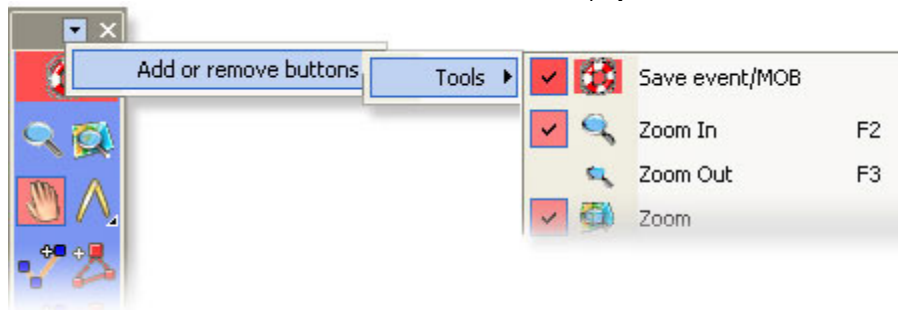 Add or remove buttons
Tools
Save event/MOB
Zoom In F2
Zoom Out F3
Zoom